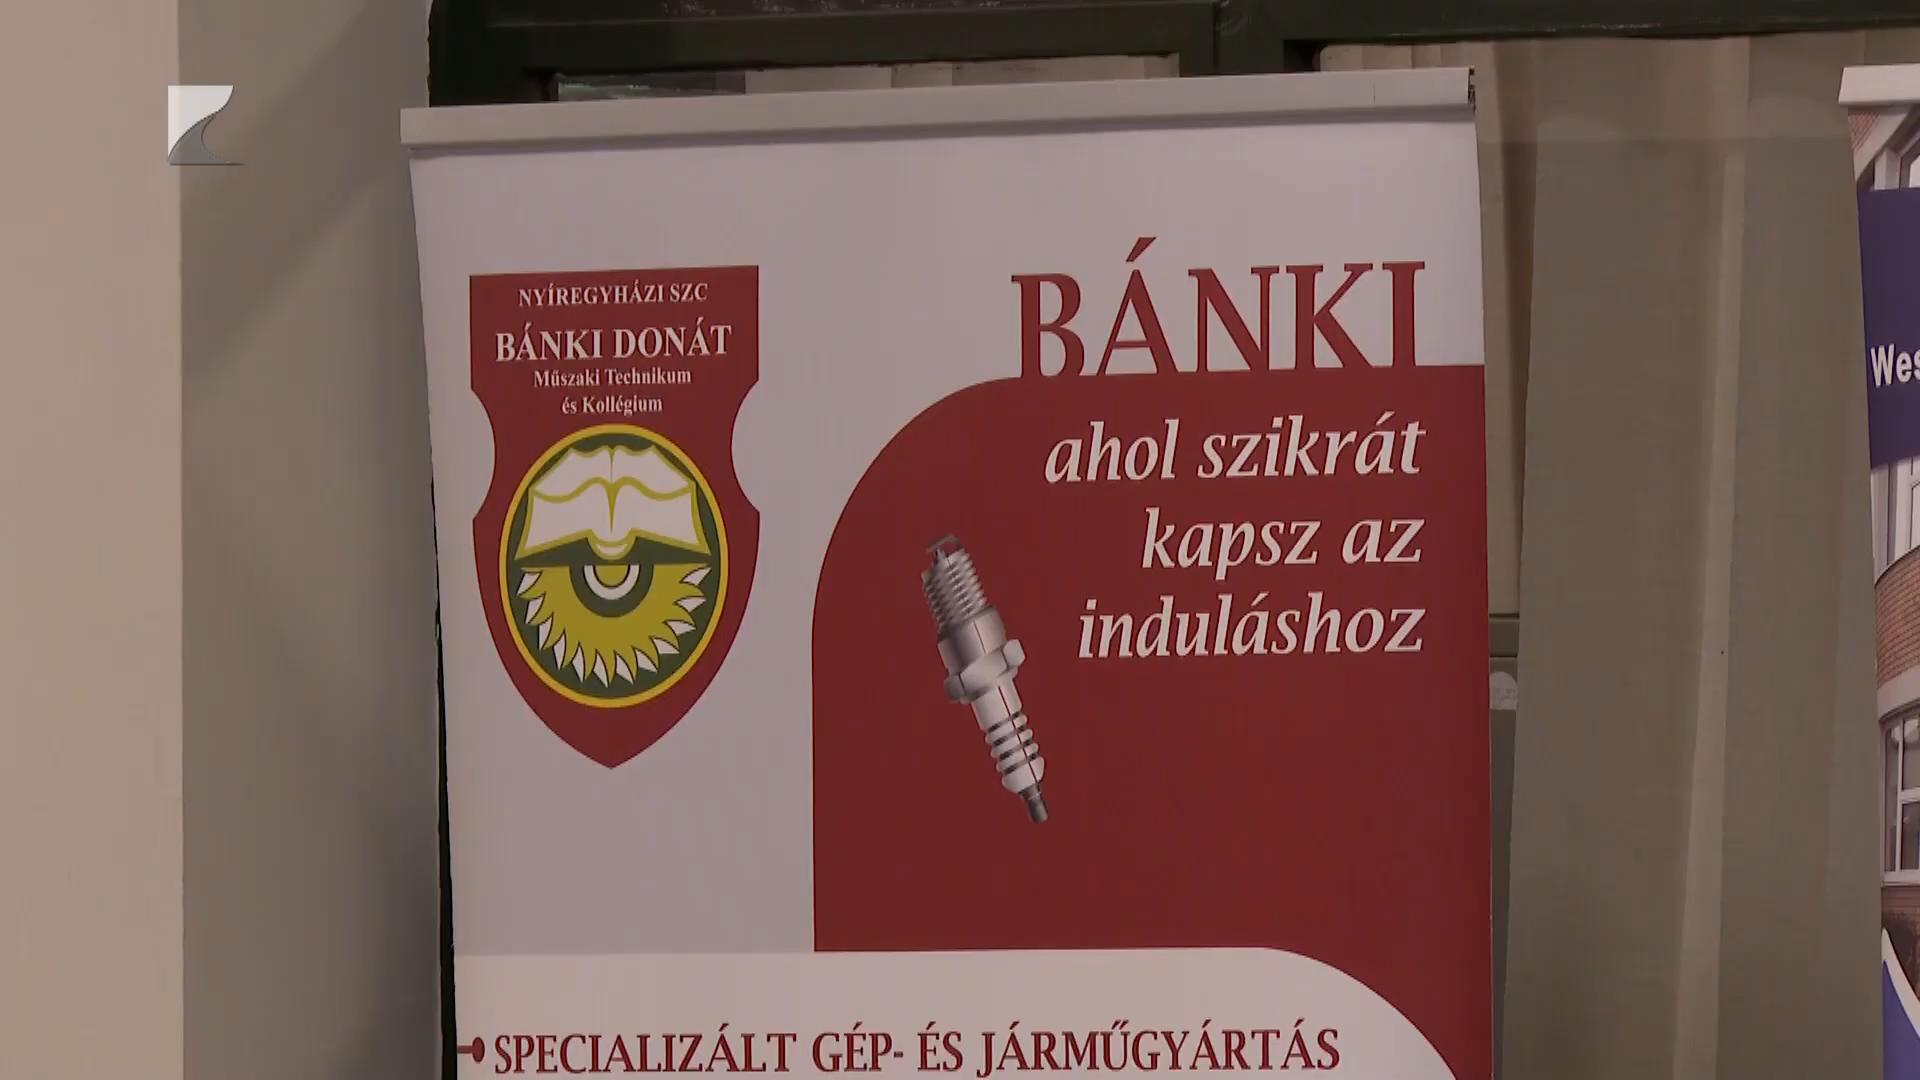 NYÍREGYHÁZI SZC
BÁNKI DONÁT
Műszaki Technikum
és Kollégium
BÁNKI
ahol szikrát
kapsz az
induláshoz
SPECIALIZÁLT GÉP- ÉS JÁRMŰGYÁRTÁS